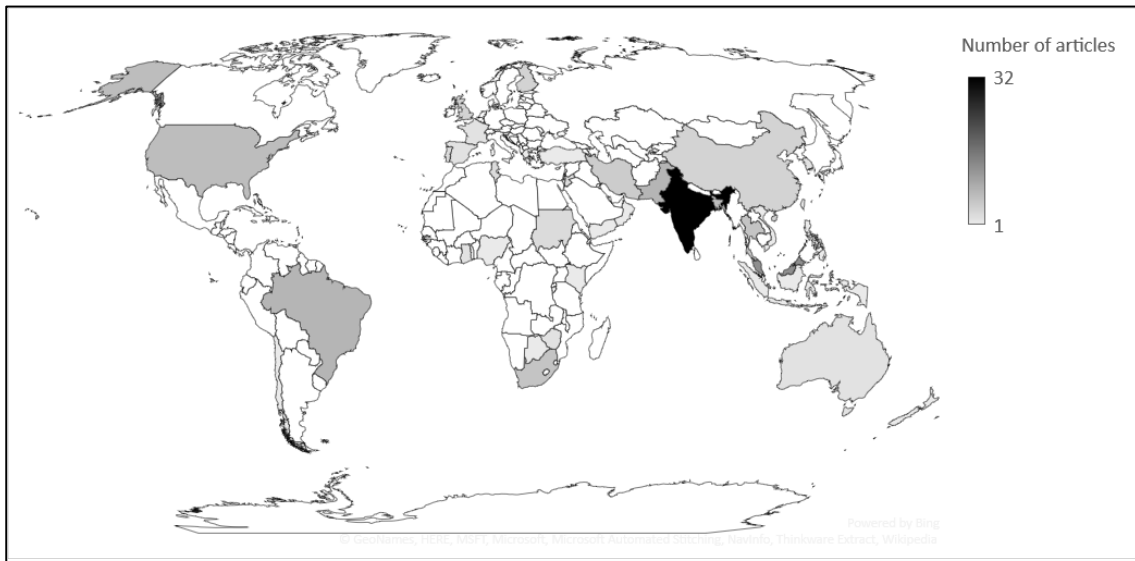 Number of articles
32
1
Powered by Bing
© GeoNames, HERE, MSFT, Microsoft, Microsoft Automated Stitching, NavInfo, Thinkware Extract, Wikipedia